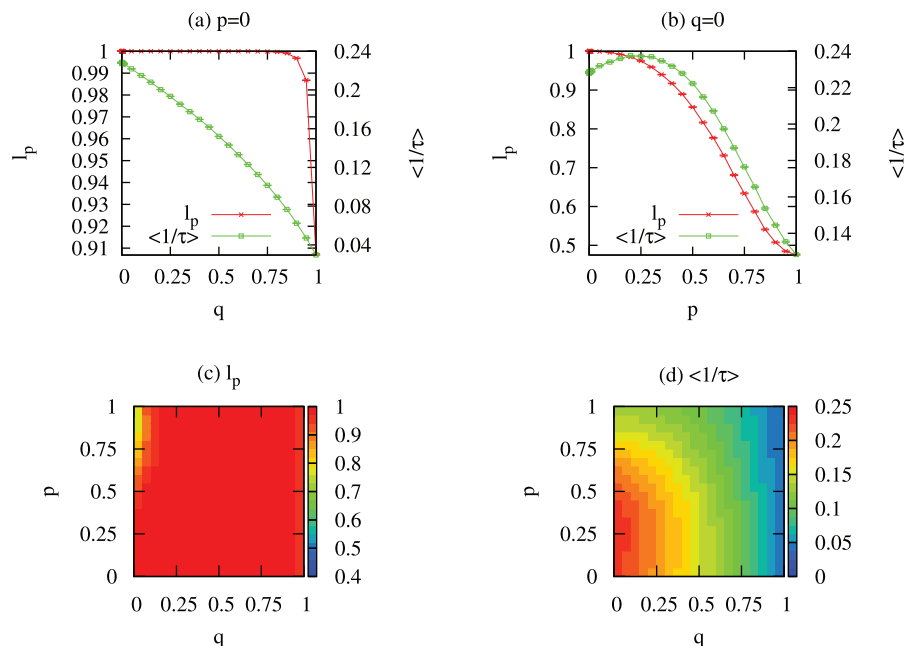 (a) p=0
1
0.99
0.98
0.97
0.96
0.95
0.94
0.93
0.92
0.91
l_p
0.24
0.2
0.16
0.12
0.08
0.04
<1/τ>
l_p
<1/τ>
0 0.25 0.5 0.75 1
q
(b) q=0
1
0.9
0.8
0.7
0.6
0.5
l_p
0.24
0.22
0.2
0.18
0.16
0.14
<1/τ>
l_p
<1/τ>
0 0.25 0.5 0.75 1
p
(c) l_p
1
0.75
0.5
0.25
0
p
0 0.25 0.5 0.75 1
q
1
0.9
0.8
0.7
0.6
0.5
0.4
(d) <1/τ>
1
0.75
0.5
0.25
0
p
0 0.25 0.5 0.75 1
q
0.25
0.2
0.15
0.1
0.05
0